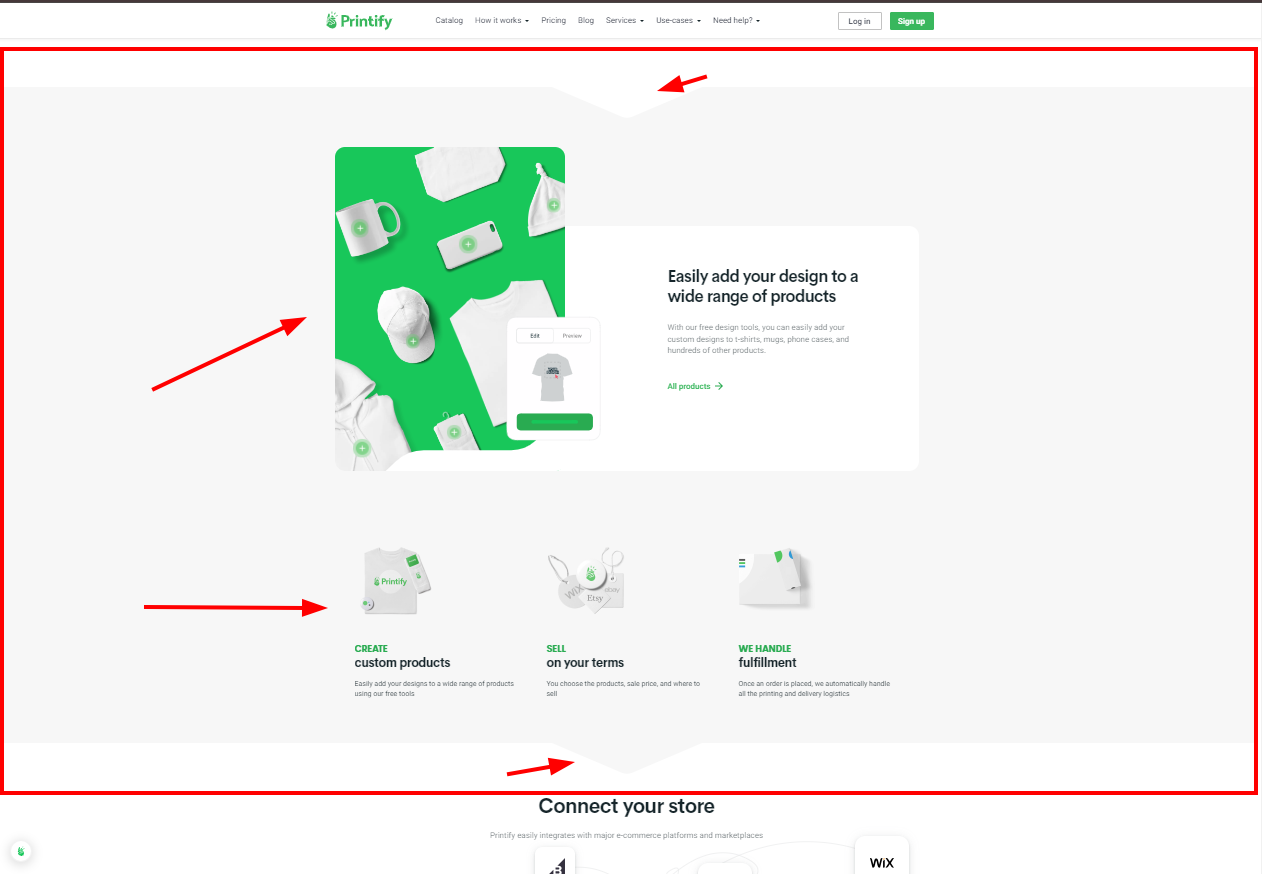 Printify
Catalog How it works Pricing Blog Services Use-cases Need help? Log in Sign up
Easily add your design to a
wide range of products
With our free design tools, you can easily add your
custom designs to t-shirts, mugs, phone cases, and
hundreds of other products.
All products
Edit Preview
Printify
WIX
ebay
Etsy
CREATE
custom products
Easily add your designs to a wide range of products
using our free tools
SELL
on your terms
You choose the products, sale price, and where to
sell
WE HANDLE
fulfillment
Once an order is placed, we automatically handle
all the printing and delivery logistics
Connect your store
Printify easily integrates with major e-commerce platforms and marketplaces
WiX